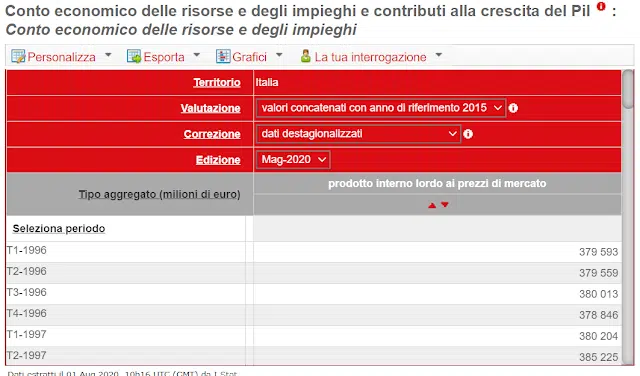 Conto economico delle risorse e degli impieghi e contributi alla crescita del Pil i :
Conto economico delle risorse e degli impieghi
Personalizza Esporta Grafici La tua interrogazione
Territorio Italia
Valutazione valori concatenati con anno di riferimento 2015 i
Correzione dati destagionalizzati i
Edizione Mag-2020
Tipo aggregato (milioni di euro) prodotto interno lordo ai prezzi di mercato
Seleziona periodo
T1-1996 379 593
T2-1996 379 559
T3-1996 380 013
T4-1996 378 846
T1-1997 380 204
T2-1997 385 225
Dati estratti il 01 Aug 2020, 10h16 UTC (GMT) da I.Stat